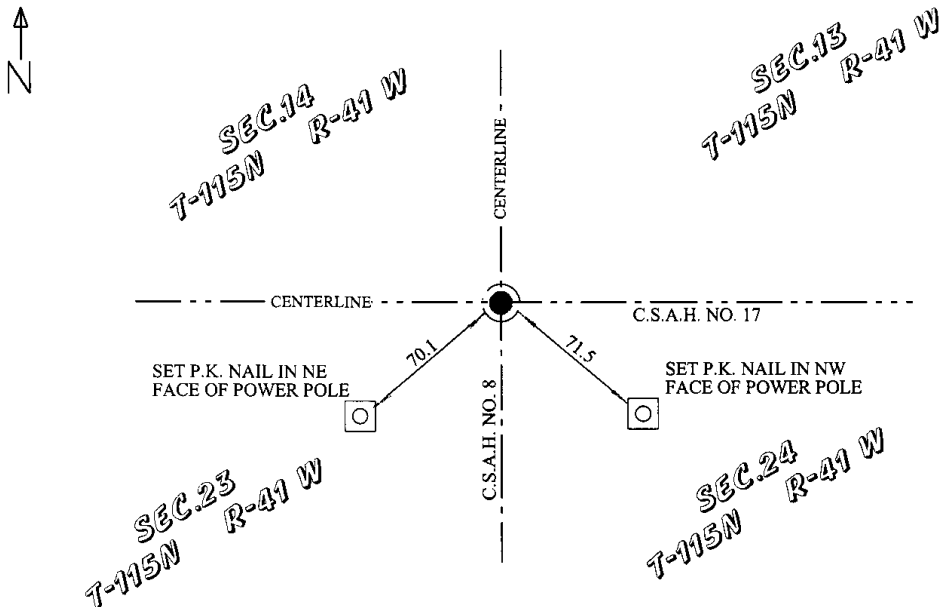 N
SEC.14
T-115N R-41 W
SEC.13
T-115N R-41 W
CENTERLINE
CENTERLINE
C.S.A.H. NO. 17
70.1
71.5
SET P.K. NAIL IN NE
FACE OF POWER POLE
SET P.K. NAIL IN NW
FACE OF POWER POLE
C.S.A.H. NO. 8
SEC.23
T-115N R-41 W
SEC.24
T-115N R-41 W